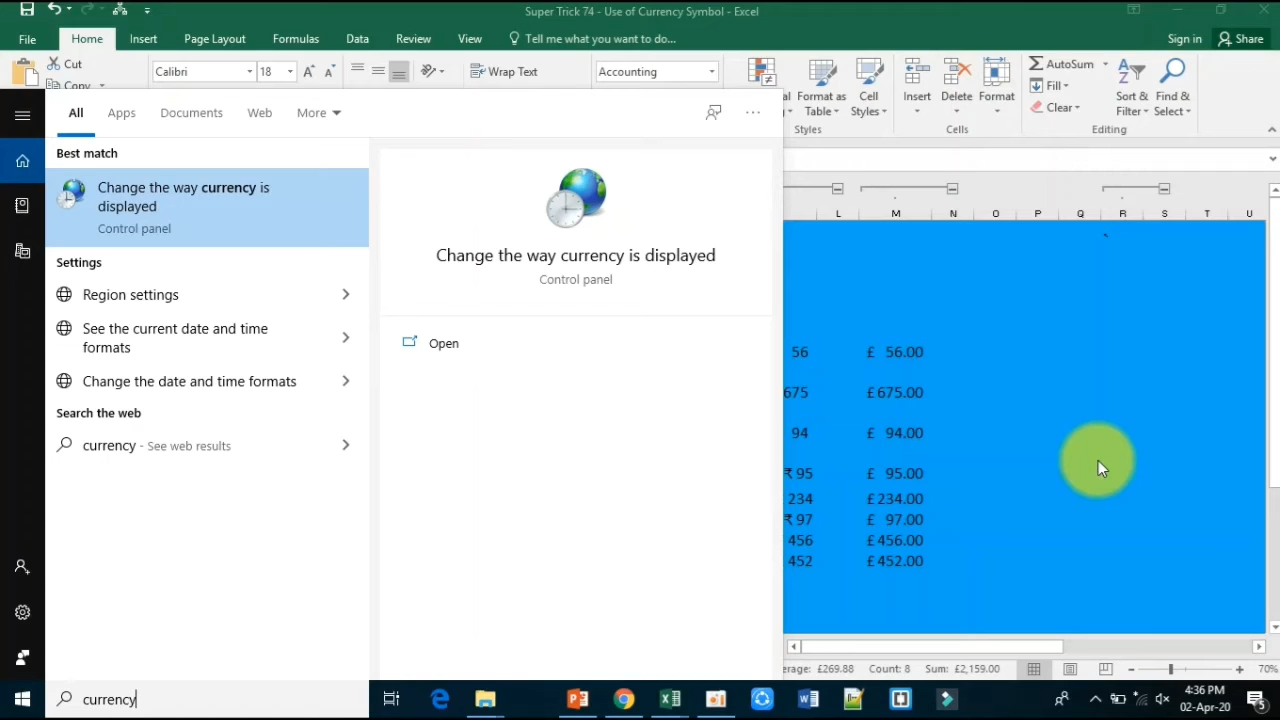 Super Trick 74 - Use of Currency Symbol - Excel
File Home Insert Page Layout Formulas Data Review View Tell me what you want to do... Sign in Share
Cut
Copy
Calibri 18
Wrap Text
Accounting
Format as
Table
Cell
Styles
Styles
Insert
Delete
Format
Cells
AutoSum
Fill
Clear
Sort &
Filter
Find &
Select
Editing
All Apps Documents Web More
Best match
Change the way currency is
displayed
Control panel
Settings
Region settings
See the current date and time
formats
Change the date and time formats
Search the web
currency - See web results
Change the way currency is displayed
Control panel
Open
L M N O P Q R S T U
56 £ 56.00
675 £ 675.00
94 £ 94.00
₹ 95 £ 95.00
234 £ 234.00
₹ 97 £ 97.00
456 £ 456.00
452 £ 452.00
erage: £269.88 Count: 8 Sum: £2,159.00 70%
currency
4:36 PM
02-Apr-20
5